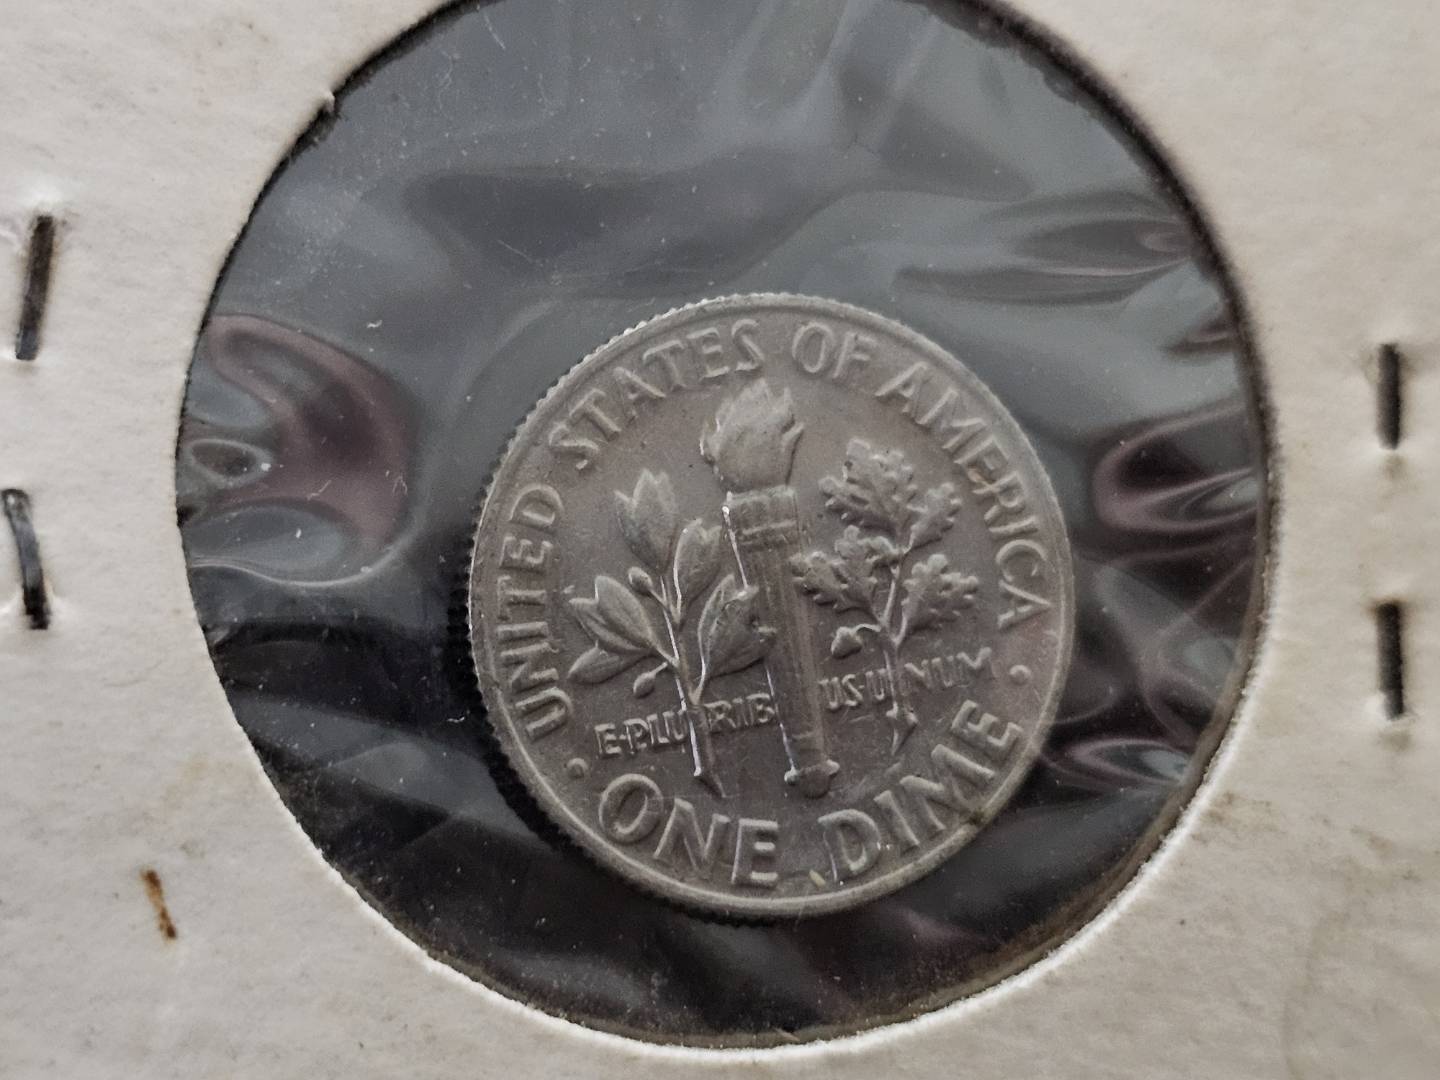 UNITED STATES OF AMERICA
E·PLURIBUS·UNUM
· ONE DIME ·